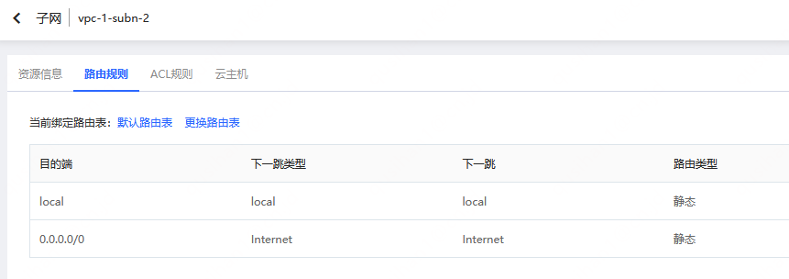 子网 vpc-1-subn-2
资源信息 路由规则 ACL规则 云主机
当前绑定路由表：默认路由表 更换路由表
目的端 下一跳类型 下一跳 路由类型
local local local 静态
0.0.0.0/0 Internet Internet 静态